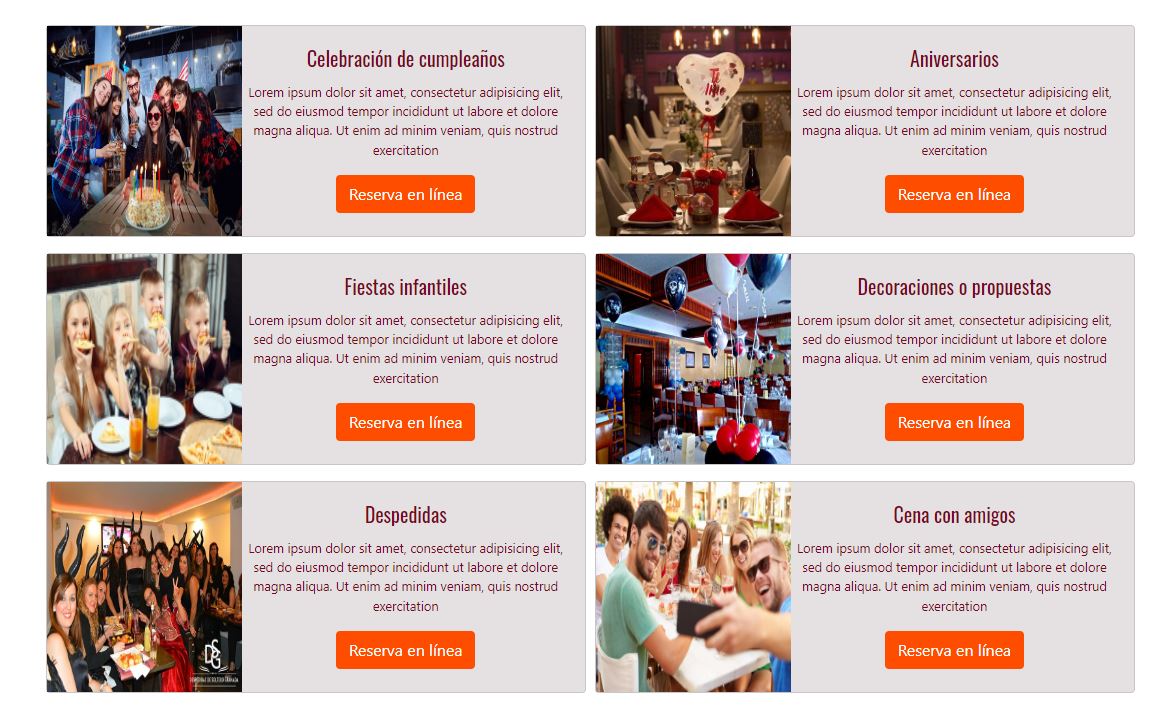 Celebración de cumpleaños
Lorem ipsum dolor sit amet, consectetur adipisicing elit,
sed do eiusmod tempor incididunt ut labore et dolore
magna aliqua. Ut enim ad minim veniam, quis nostrud
exercitation
Reserva en línea
Aniversarios
Lorem ipsum dolor sit amet, consectetur adipisicing elit,
sed do eiusmod tempor incididunt ut labore et dolore
magna aliqua. Ut enim ad minim veniam, quis nostrud
exercitation
Reserva en línea
Fiestas infantiles
Lorem ipsum dolor sit amet, consectetur adipisicing elit,
sed do eiusmod tempor incididunt ut labore et dolore
magna aliqua. Ut enim ad minim veniam, quis nostrud
exercitation
Reserva en línea
Decoraciones o propuestas
Lorem ipsum dolor sit amet, consectetur adipisicing elit,
sed do eiusmod tempor incididunt ut labore et dolore
magna aliqua. Ut enim ad minim veniam, quis nostrud
exercitation
Reserva en línea
Despedidas
Lorem ipsum dolor sit amet, consectetur adipisicing elit,
sed do eiusmod tempor incididunt ut labore et dolore
magna aliqua. Ut enim ad minim veniam, quis nostrud
exercitation
Reserva en línea
DSG
Cena con amigos
Lorem ipsum dolor sit amet, consectetur adipisicing elit,
sed do eiusmod tempor incididunt ut labore et dolore
magna aliqua. Ut enim ad minim veniam, quis nostrud
exercitation
Reserva en línea